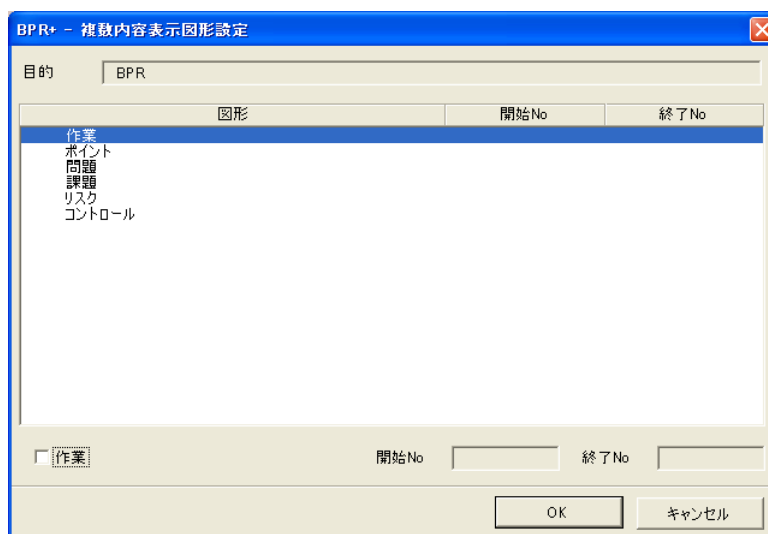 BPR+ - 複数内容表示図形設定
目的 BPR
図形 開始No 終了No
作業
ポイント
問題
課題
リスク
コントロール
作業 開始No 終了No
OK キャンセル